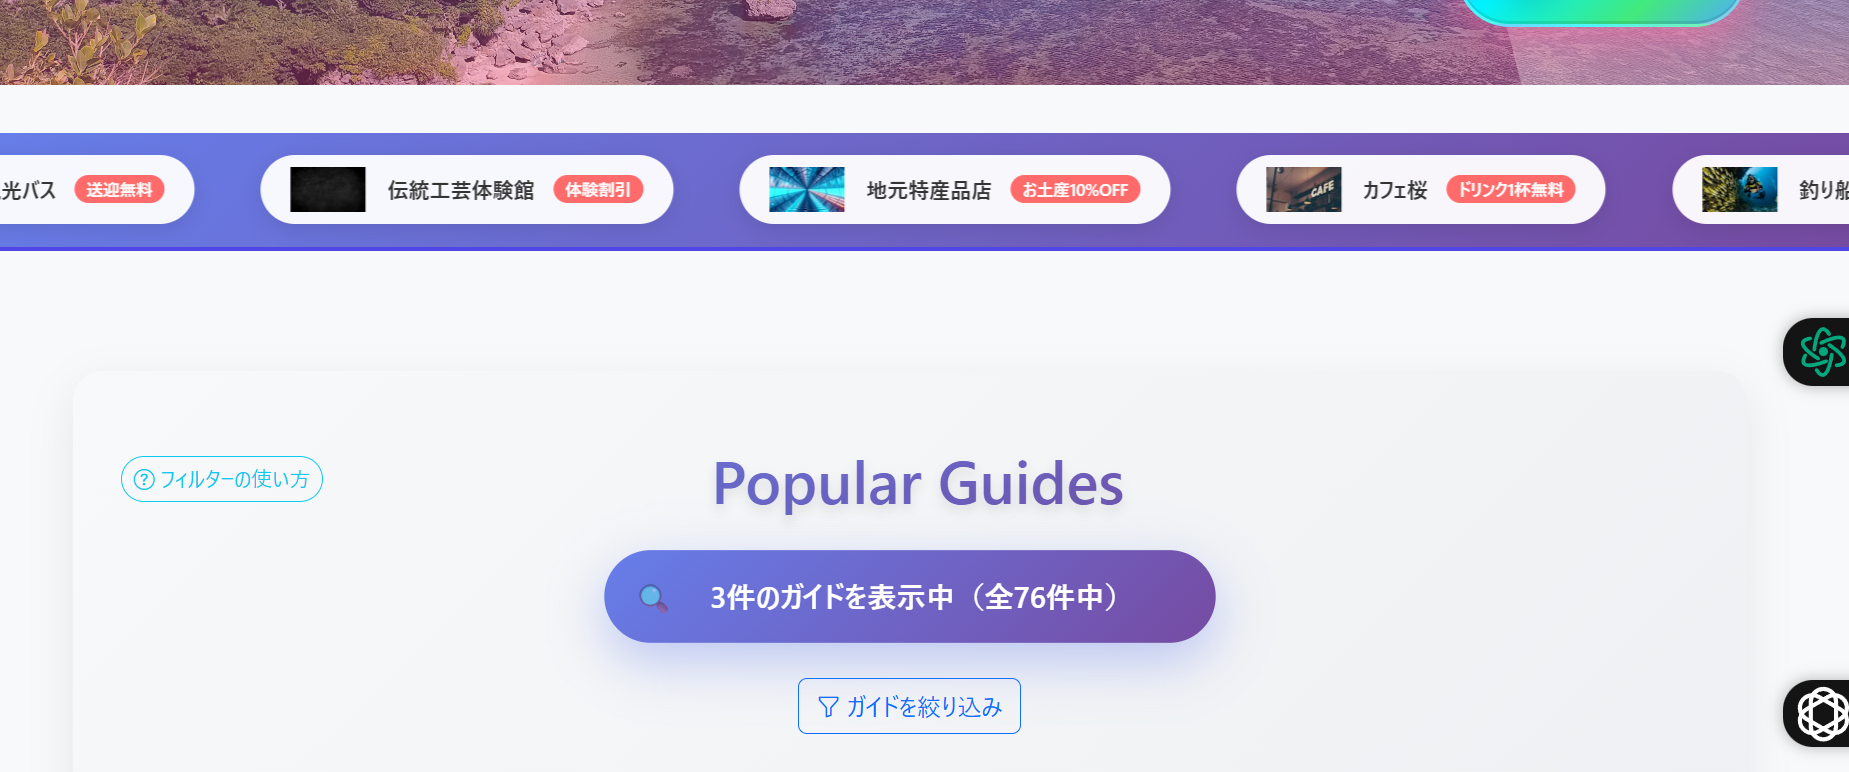 光バス 送迎無料
伝統工芸体験館 体験割引
地元特産品店 お土産10%OFF
CAFE
カフェ桜 ドリンク1杯無料
釣り船
フィルターの使い方
Popular Guides
3件のガイドを表示中（全76件中）
ガイドを絞り込み